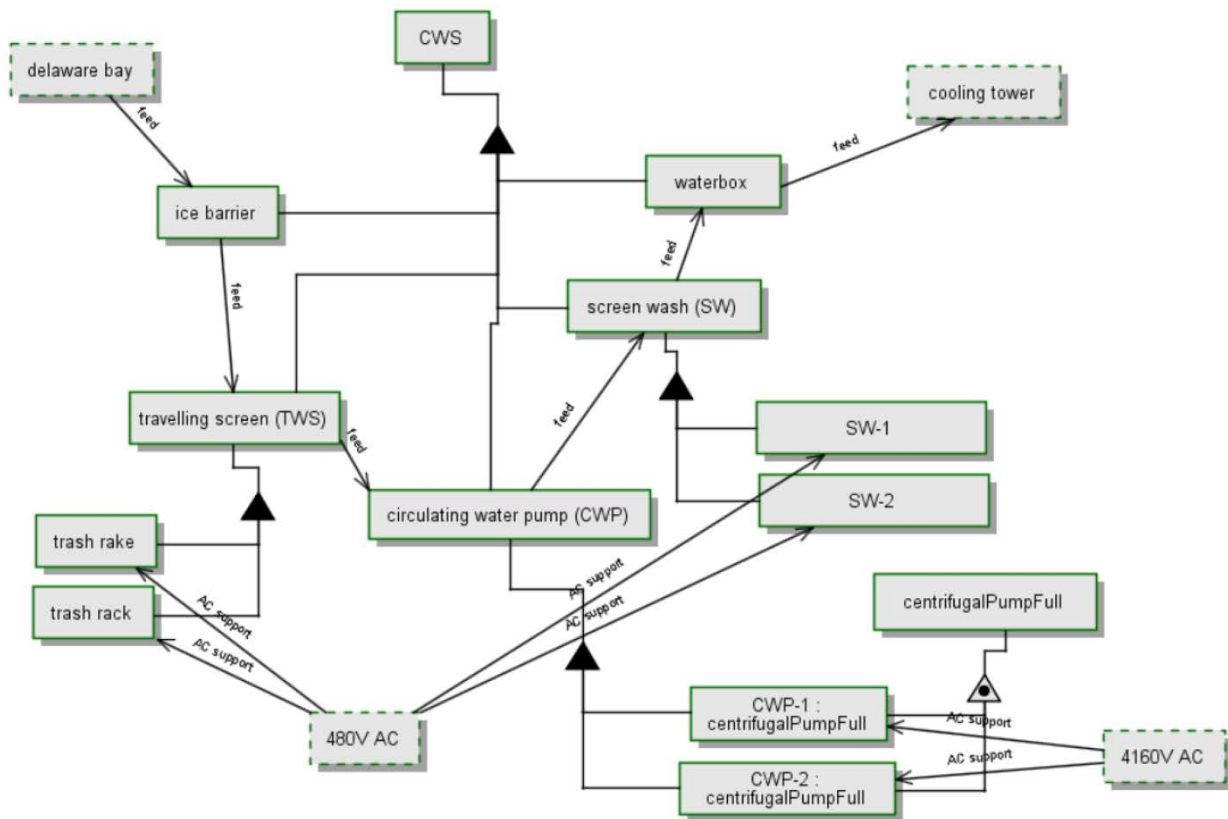 CWS
delaware bay
cooling tower
feed
feed
waterbox
ice barrier
feed
feed
screen wash (SW)
travelling screen (TWS)
feed
feed
SW-1
SW-2
circulating water pump (CWP)
trash rake
trash rack
AC support
AC support
AC support
AC support
centrifugalPumpFull
480V AC
CWP-1 :
centrifugalPumpFull
AC support
AC support
4160V AC
CWP-2 :
centrifugalPumpFull